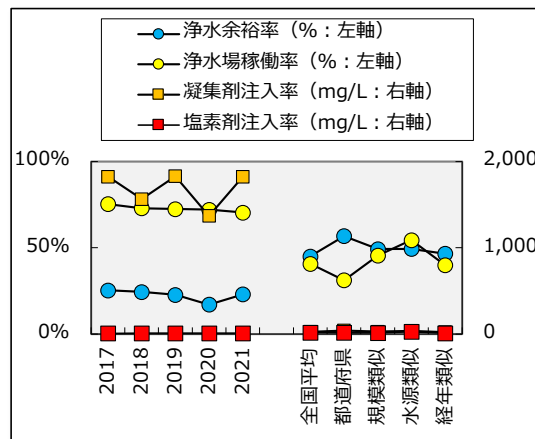 浄水余裕率（%：左軸）
浄水場稼働率（%：左軸）
凝集剤注入率（mg/L：右軸）
塩素剤注入率（mg/L：右軸）
100%
50%
0%
2,000
1,000
0
2017
2018
2019
2020
2021
全国平均
都道府県
規模類似
水源類似
経年類似